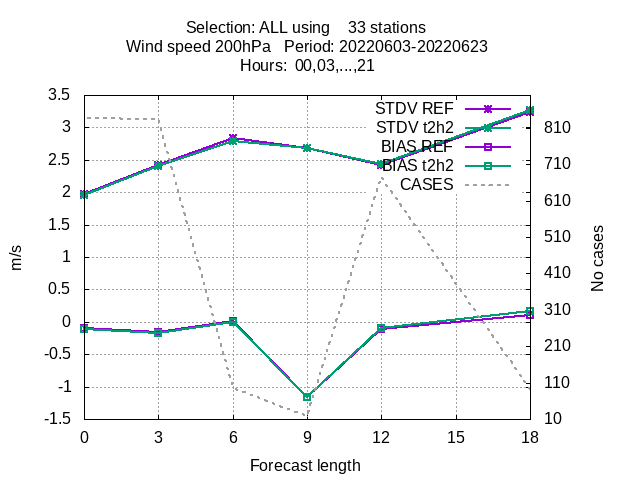 Selection: ALL using 33 stations
Wind speed 200hPa Period: 20220603-20220623
Hours: 00,03,...,21
STDV REF
STDV t2h2
BIAS REF
BIAS t2h2
CASES
3.5
3
2.5
2
1.5
1
0.5
0
-0.5
-1
-1.5
m/s
810
710
610
510
410
310
210
110
10
No cases
0 3 6 9 12 15 18
Forecast length